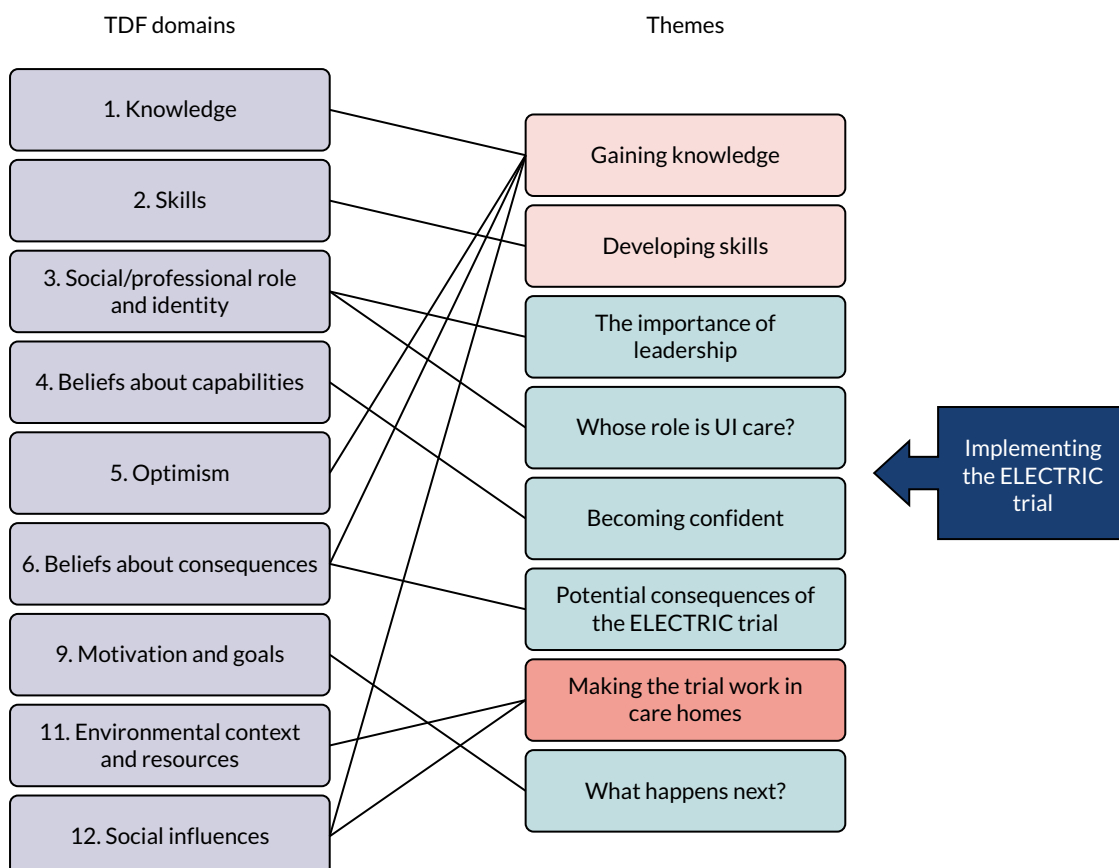 TDF domains
Themes
1. Knowledge
2. Skills
3. Social/professional role
and identity
4. Beliefs about capabilities
5. Optimism
6. Beliefs about consequences
9. Motivation and goals
11. Environmental context
and resources
12. Social influences
Gaining knowledge
Developing skills
The importance of
leadership
Whose role is UI care?
Becoming confident
Potential consequences of
the ELECTRIC trial
Making the trial work in
care homes
What happens next?
Implementing
the ELECTRIC
trial